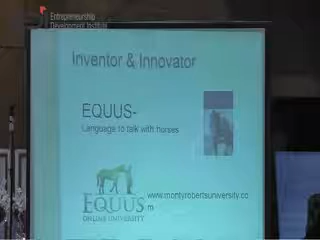 Entrepreneurship
Development Institute
Inventor & Innovator
EQUUS-
Language to talk with horses
EQUUS
ONLINE UNIVERSITY
www.montyrobertsuniversity.co
m